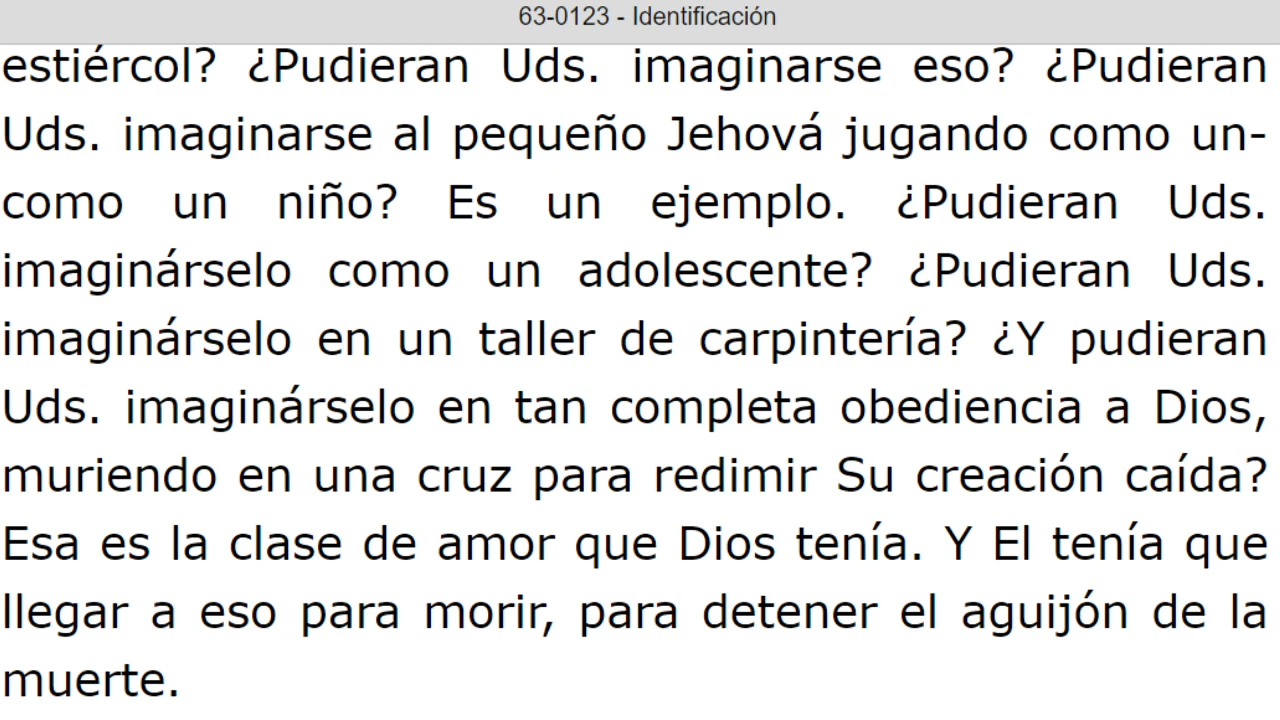 63-0123 - Identificación
estiércol? ¿Pudieran Uds. imaginarse eso? ¿Pudieran
Uds. imaginarse al pequeño Jehová jugando como un-
como un niño? Es un ejemplo. ¿Pudieran Uds.
imaginárselo como un adolescente? ¿Pudieran Uds.
imaginárselo en un taller de carpintería? ¿Y pudieran
Uds. imaginárselo en tan completa obediencia a Dios,
muriendo en una cruz para redimir Su creación caída?
Esa es la clase de amor que Dios tenía. Y El tenía que
llegar a eso para morir, para detener el aguijón de la
muerte.